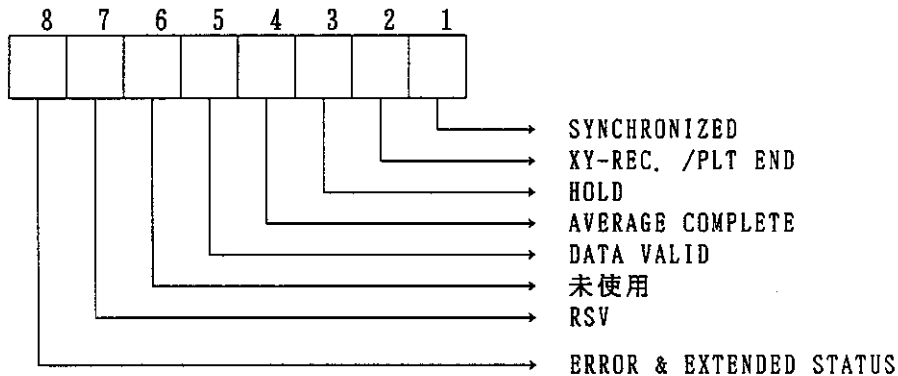 8 7 6 5 4 3 2 1
SYNCHRONIZED
XY-REC. /PLT END
HOLD
AVERAGE COMPLETE
DATA VALID
未使用
RSV
ERROR & EXTENDED STATUS